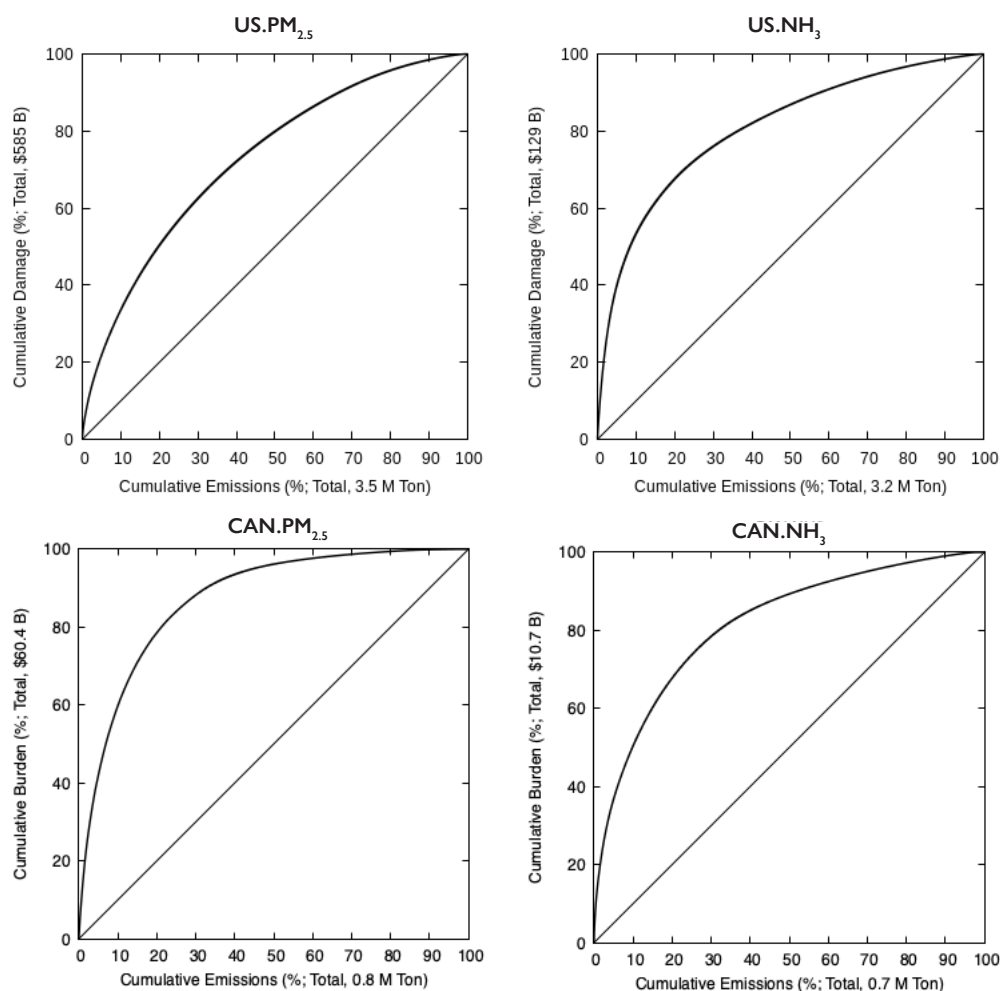 US.PM2.5
100
80
60
40
20
0
Cumulative Damage (%; Total, $585 B)
0 10 20 30 40 50 60 70 80 90 100
Cumulative Emissions (%; Total, 3.5 M Ton)
US.NH3
100
80
60
40
20
0
Cumulative Damage (%; Total, $129 B)
0 10 20 30 40 50 60 70 80 90 100
Cumulative Emissions (%; Total, 3.2 M Ton)
CAN.PM2.5
100
80
60
40
20
0
Cumulative Burden (%; Total, $60.4 B)
0 10 20 30 40 50 60 70 80 90 100
Cumulative Emissions (%; Total, 0.8 M Ton)
CAN.NH3
100
80
60
40
20
0
Cumulative Burden (%; Total, $10.7 B)
0 10 20 30 40 50 60 70 80 90 100
Cumulative Emissions (%; Total, 0.7 M Ton)